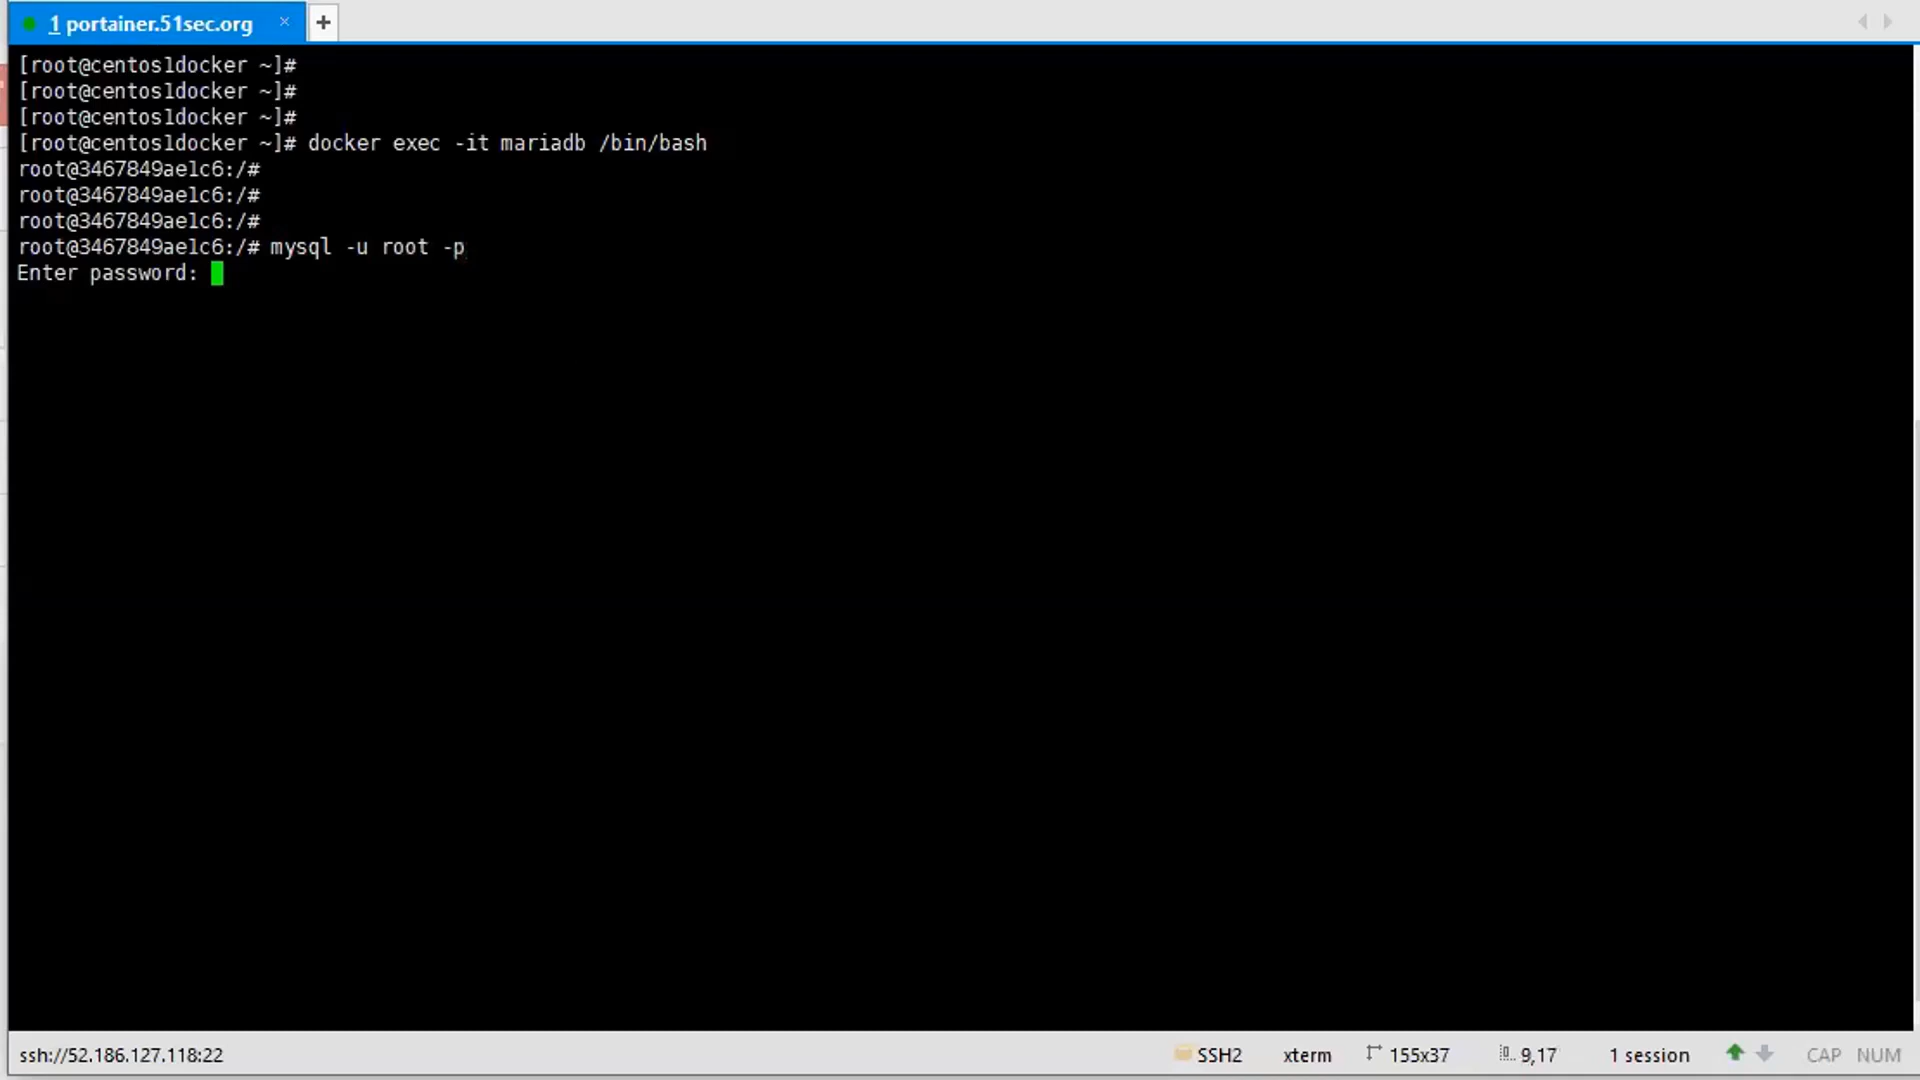 1 portainer.51sec.org × +
[root@centos1docker ~]#
[root@centos1docker ~]#
[root@centos1docker ~]#
[root@centos1docker ~]# docker exec -it mariadb /bin/bash
root@3467849ae1c6:/#
root@3467849ae1c6:/#
root@3467849ae1c6:/#
root@3467849ae1c6:/# mysql -u root -p
Enter password:
ssh://52.186.127.118:22 SSH2 xterm 155x37 9,17 1 session CAP NUM